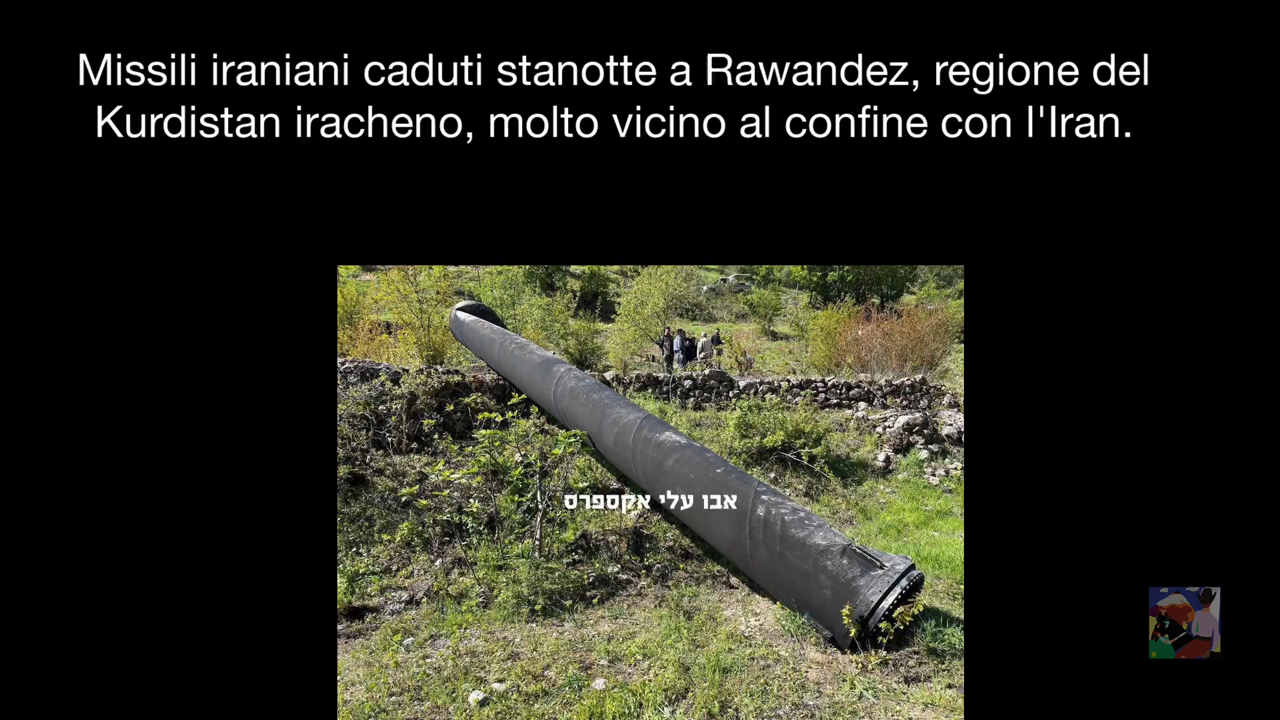 Missili iraniani caduti stanotte a Rawandez, regione del
Kurdistan iracheno, molto vicino al confine con l'Iran.
אבו עלי אקספרס